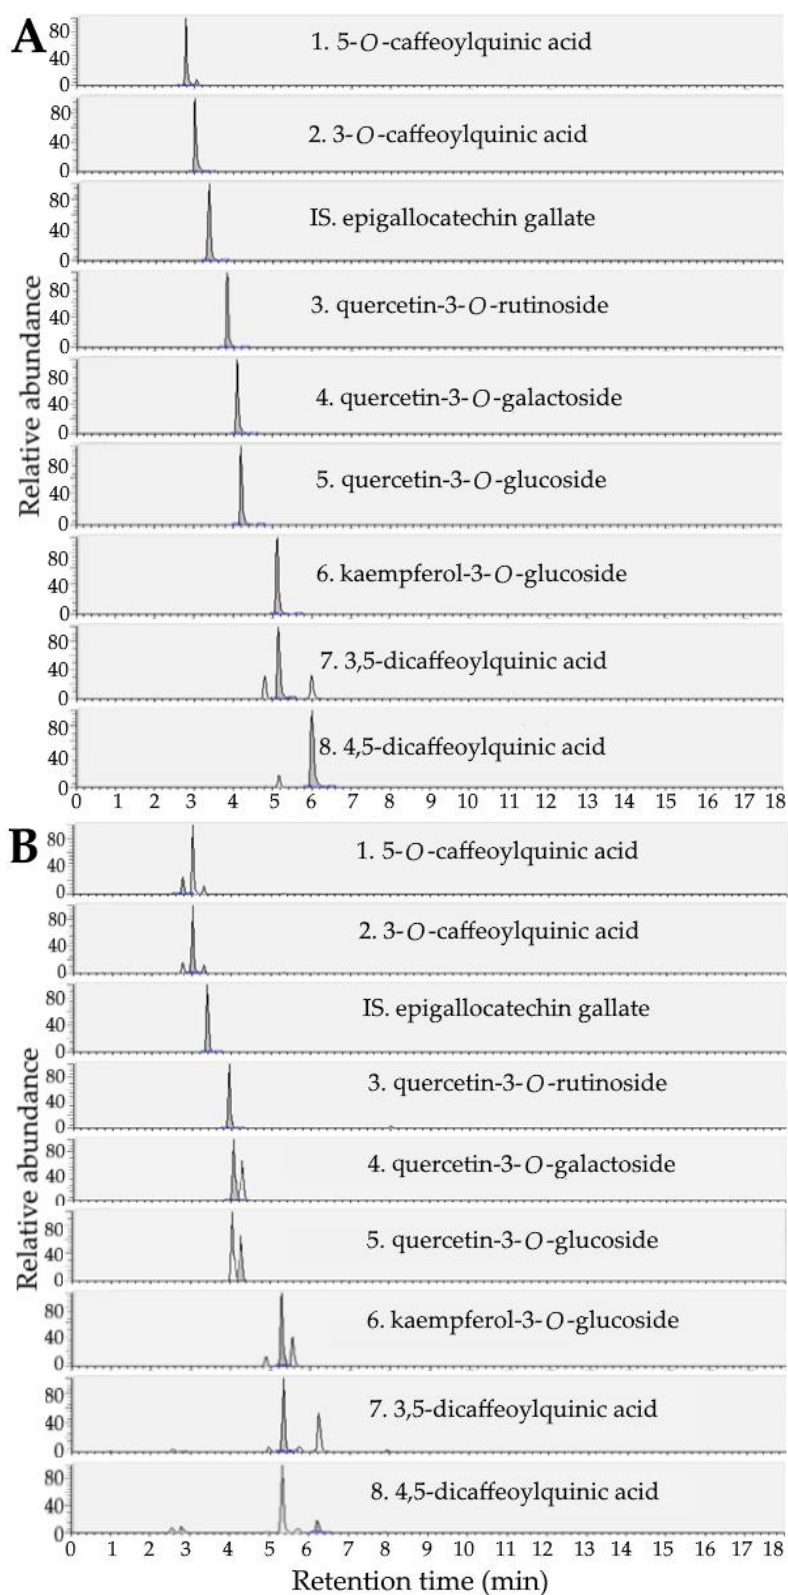 A
80
40
0
1. 5-O-caffeoylquinic acid
80
40
0
2. 3-O-caffeoylquinic acid
80
40
0
IS. epigallocatechin gallate
80
40
0
3. quercetin-3-O-rutinoside
80
40
0
4. quercetin-3-O-galactoside
80
40
0
5. quercetin-3-O-glucoside
80
40
0
6. kaempferol-3-O-glucoside
80
40
0
7. 3,5-dicaffeoylquinic acid
80
40
0
8. 4,5-dicaffeoylquinic acid
0 1 2 3 4 5 6 7 8 9 10 11 12 13 14 15 16 17 18
Relative abundance
B
80
40
0
1. 5-O-caffeoylquinic acid
80
40
0
2. 3-O-caffeoylquinic acid
80
40
0
IS. epigallocatechin gallate
80
40
0
3. quercetin-3-O-rutinoside
80
40
0
4. quercetin-3-O-galactoside
80
40
0
5. quercetin-3-O-glucoside
80
40
0
6. kaempferol-3-O-glucoside
80
40
0
7. 3,5-dicaffeoylquinic acid
80
40
0
8. 4,5-dicaffeoylquinic acid
0 1 2 3 4 5 6 7 8 9 10 11 12 13 14 15 16 17 18
Relative abundance
Retention time (min)